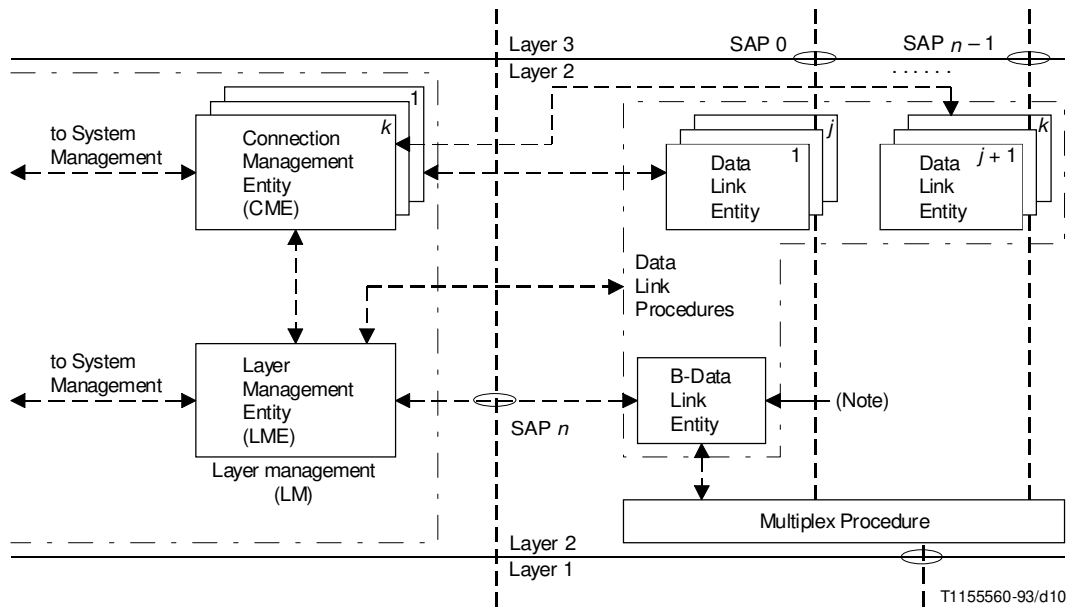 Layer 3
SAP 0
SAP n – 1
Layer 2
......
to System
Management
Connection
Management
Entity
(CME)
k
1
Data
Link
Entity
1
j
Data
Link
Entity
j + 1
k
Data
Link
Procedures
to System
Management
Layer
Management
Entity
(LME)
Layer management
(LM)
SAP n
B-Data
Link
Entity
(Note)
Multiplex Procedure
Layer 2
Layer 1
T1155560-93/d10